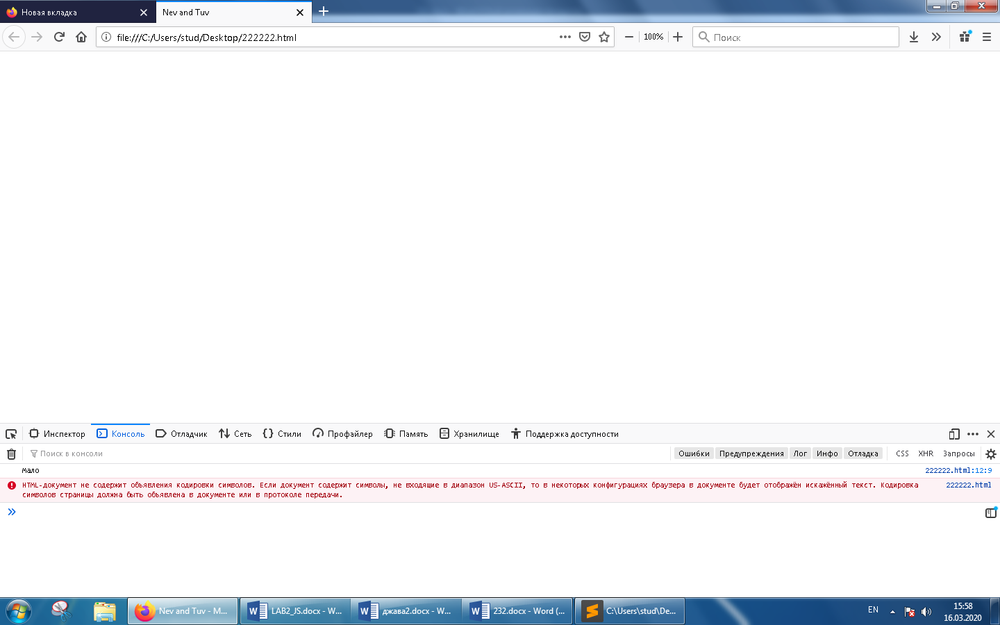 Новая вкладка
Nev and Tuv
file:///C:/Users/stud/Desktop/222222.html
100%
Поиск
Инспектор
Консоль
Отладчик
Сеть
Стили
Профайлер
Память
Хранилище
Поддержка доступности
Поиск в консоли
Ошибки
Предупреждения
Лог
Инфо
Отладка
CSS
XHR
Запросы
Мало
222222.html:12:9
HTML-документ не содержит объявления кодировки символов. Если документ содержит символы, не входящие в диапазон US-ASCII, то в некоторых конфигурациях браузера в документе будет отображён искажённый текст. Кодировка
222222.html
символов страницы должна быть объявлена в документе или в протоколе передачи.
Nev and Tuv - M...
LAB2_JS.docx - W...
джава2.docx - W...
232.docx - Word (...
C:\Users\stud\De...
EN
15:58
16.03.2020